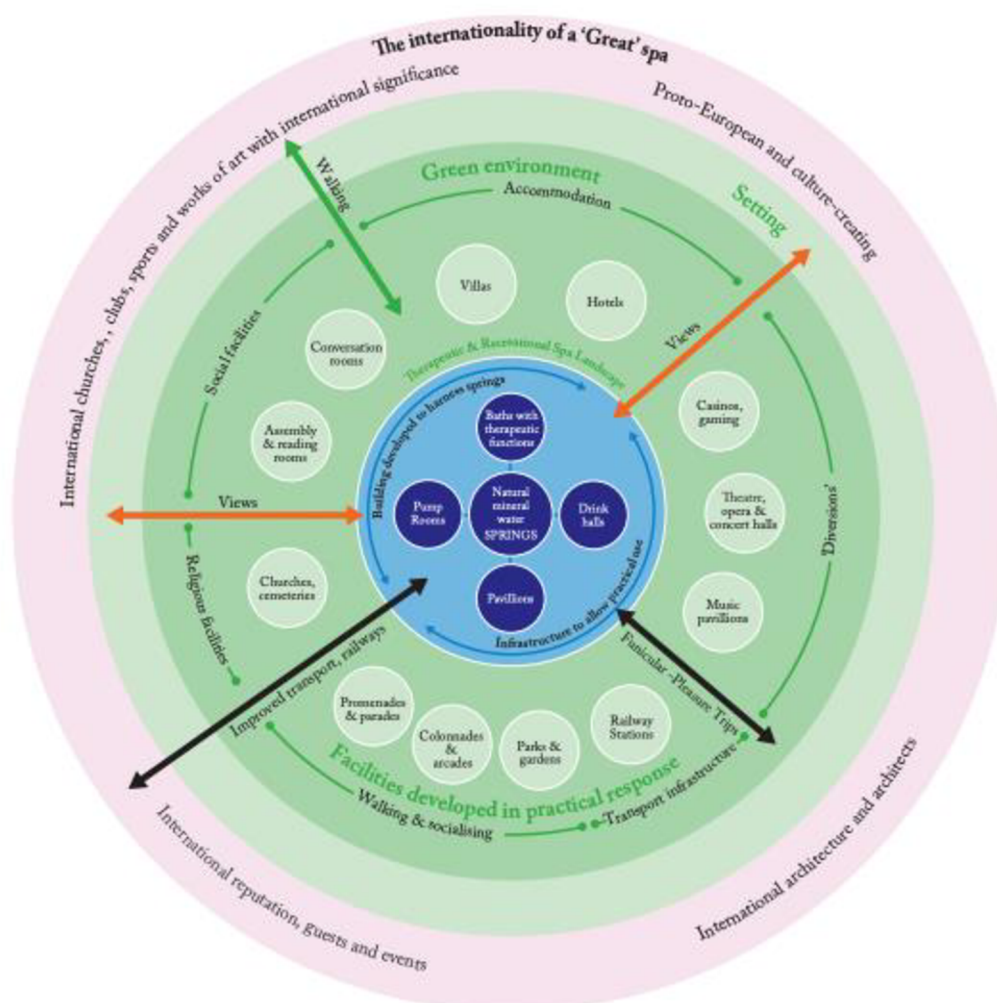 The internationality of a ‘Great’ spa
International churches,, clubs, sports and works of art with international significance
Proto-European and culture-creating
Setting
Green environment
Accommodation
Walking
Villas
Hotels
Views
Social facilities
Conversation
rooms
Therapeutic & Recreational Spa Landscape
Building developed to harness springs
Baths with
therapeutic
functions
Casinos,
gaming
Assembly
& reading
rooms
Views
Pump
Rooms
Natural
mineral
water
SPRINGS
Drink
halls
Theatre,
opera &
concert halls
‘Diversions’
Religious facilities
Churches,
cemeteries
Pavillions
Music
pavillions
Infrastructure to allow practical use
Improved transport, railways
Funicular -Pleasure Trips
Promenades
& parades
Colonnades
&
arcades
Parks &
gardens
Railway
Stations
Facilities developed in practical response
Walking & socialising
Transport infrastructure
International reputation, guests and events
International architecture and architects